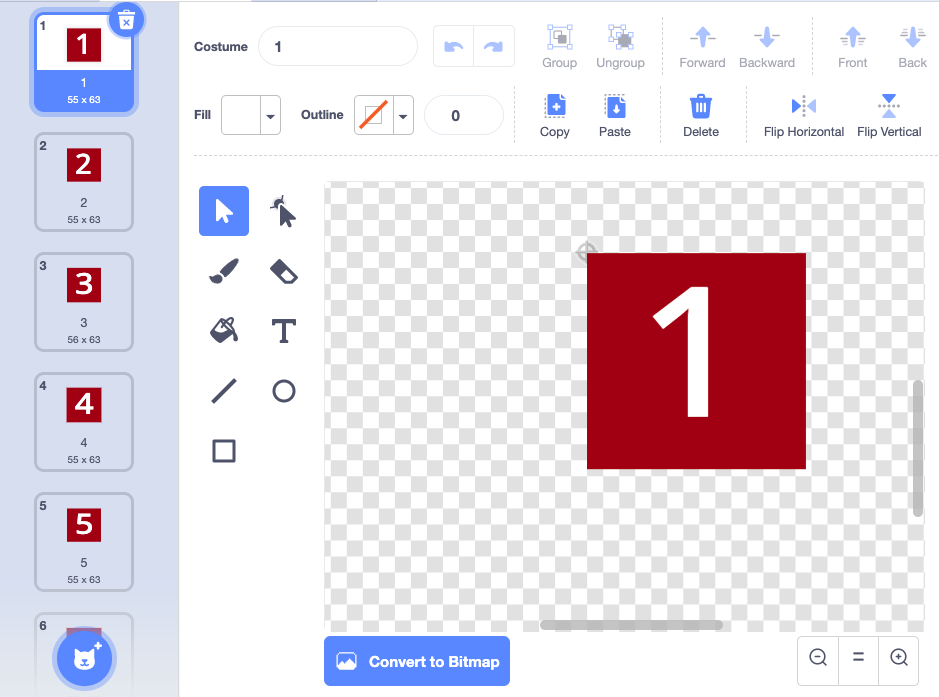 1
1
1
55 x 63
2
2
2
55 x 63
3
3
3
56 x 63
4
4
4
55 x 63
5
5
5
55 x 63
6
Costume
1
Group
Ungroup
Forward
Backward
Front
Back
Fill
Outline
0
Copy
Paste
Delete
Flip Horizontal
Flip Vertical
T
1
Convert to Bitmap